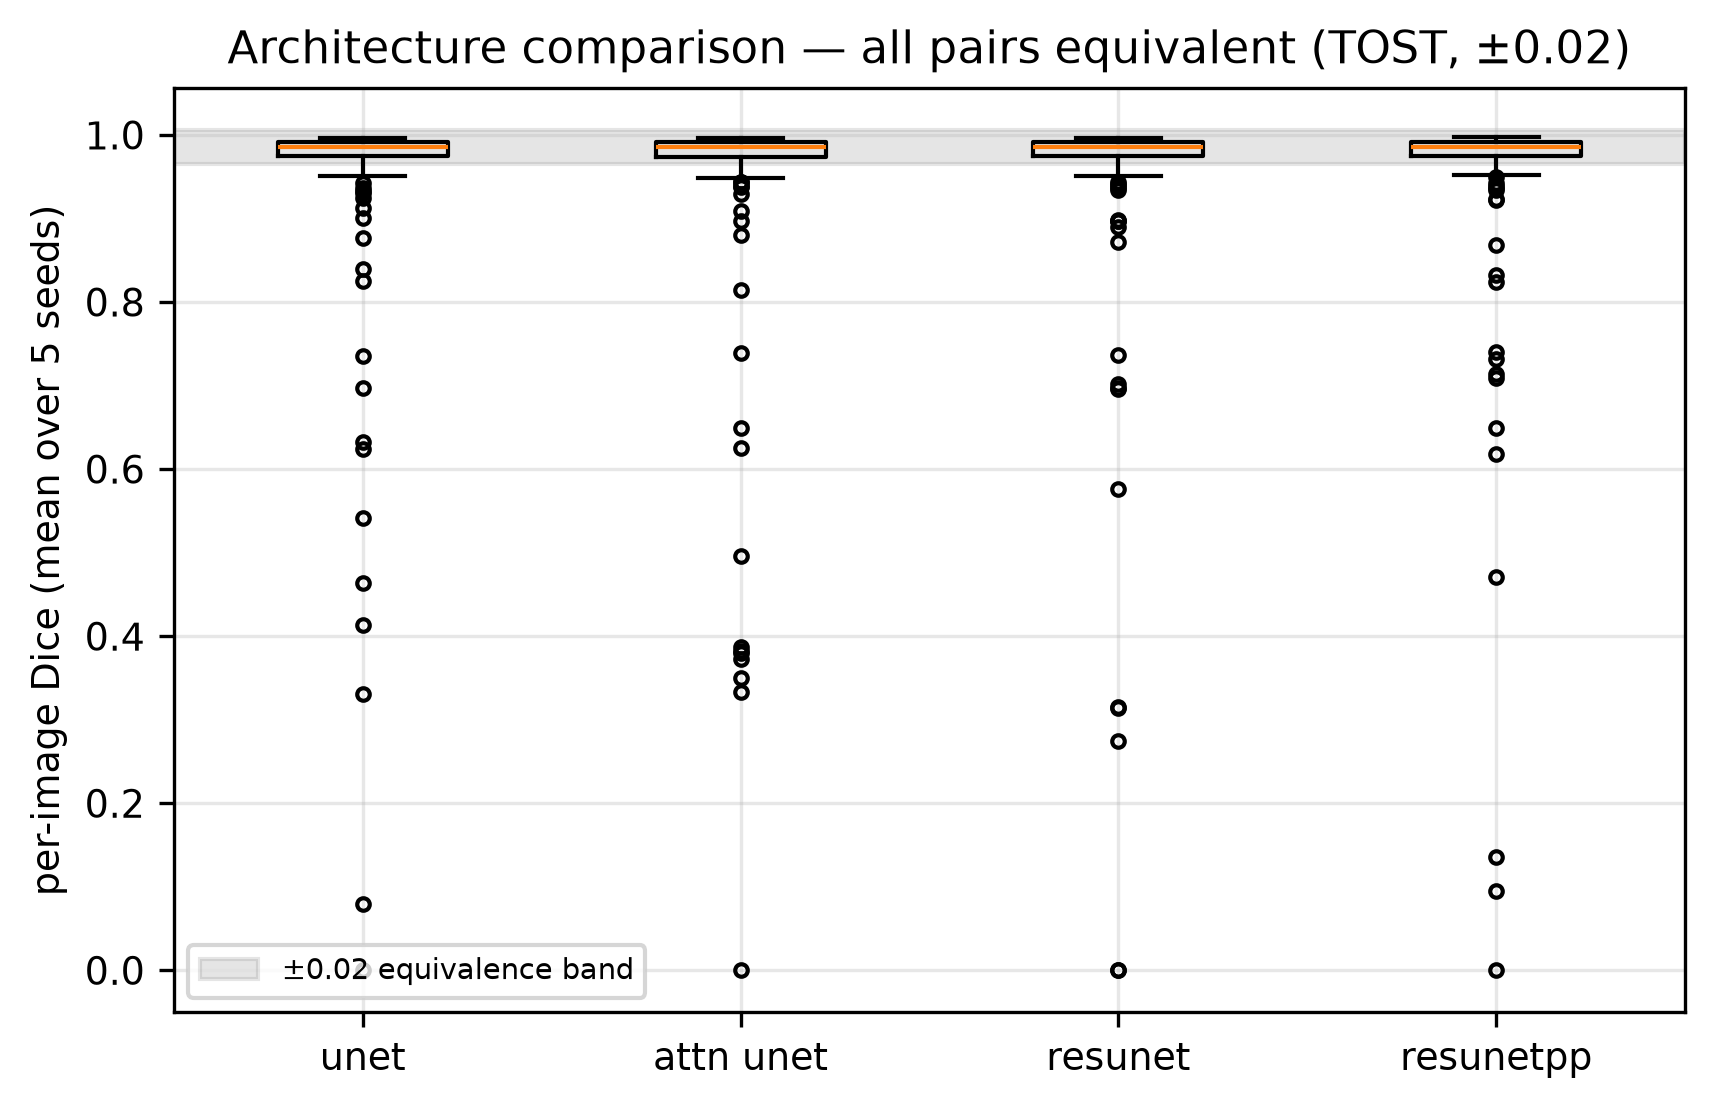 Architecture comparison — all pairs equivalent (TOST, ±0.02)
per-image Dice (mean over 5 seeds)
1.0
0.8
0.6
0.4
0.2
0.0
±0.02 equivalence band
unet
attn unet
resunet
resunetpp